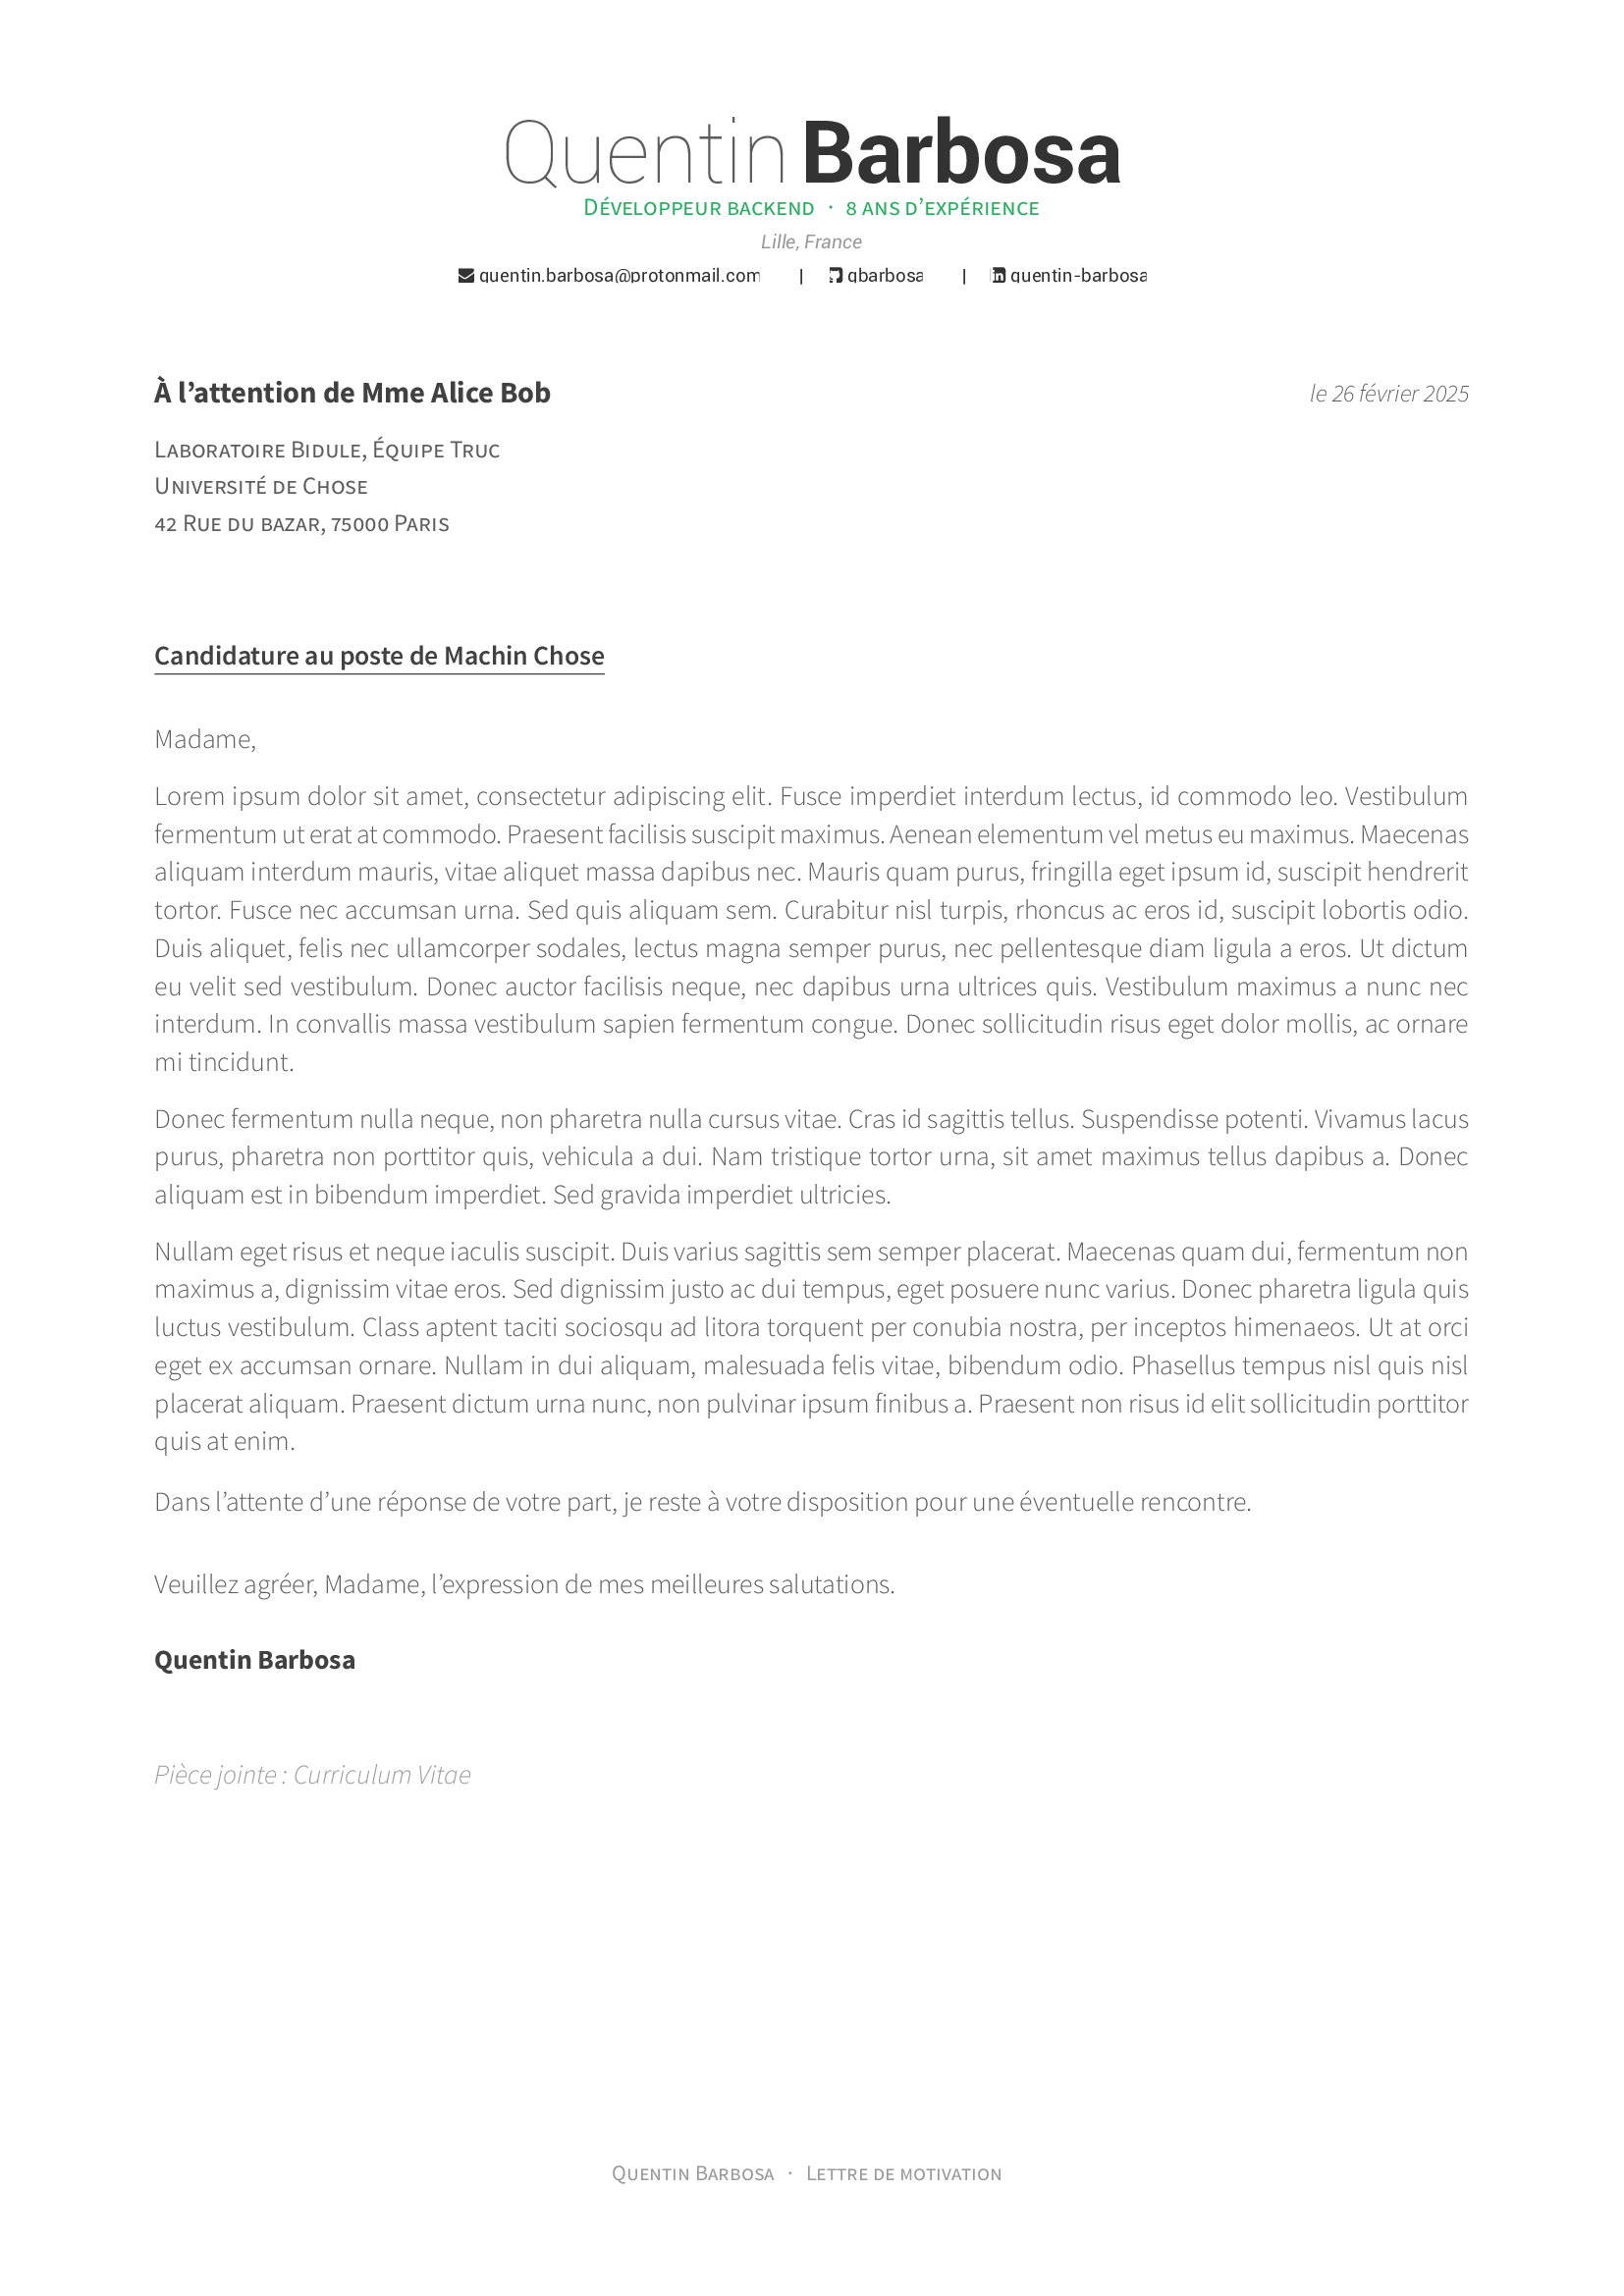 Quentin Barbosa
Développeur backend · 8 ans d’expérience
Lille, France
quentin.barbosa@protonmail.com | qbarbosa | quentin-barbosa
À l’attention de Mme Alice Bob
le 26 février 2025
Laboratoire Bidule, Équipe Truc
Université de Chose
42 Rue du bazar, 75000 Paris
Candidature au poste de Machin Chose
Madame,
Lorem ipsum dolor sit amet, consectetur adipiscing elit. Fusce imperdiet interdum lectus, id commodo leo. Vestibulum
fermentum ut erat at commodo. Praesent facilisis suscipit maximus. Aenean elementum vel metus eu maximus. Maecenas
aliquam interdum mauris, vitae aliquet massa dapibus nec. Mauris quam purus, fringilla eget ipsum id, suscipit hendrerit
tortor. Fusce nec accumsan urna. Sed quis aliquam sem. Curabitur nisl turpis, rhoncus ac eros id, suscipit lobortis odio.
Duis aliquet, felis nec ullamcorper sodales, lectus magna semper purus, nec pellentesque diam ligula a eros. Ut dictum
eu velit sed vestibulum. Donec auctor facilisis neque, nec dapibus urna ultrices quis. Vestibulum maximus a nunc nec
interdum. In convallis massa vestibulum sapien fermentum congue. Donec sollicitudin risus eget dolor mollis, ac ornare
mi tincidunt.
Donec fermentum nulla neque, non pharetra nulla cursus vitae. Cras id sagittis tellus. Suspendisse potenti. Vivamus lacus
purus, pharetra non porttitor quis, vehicula a dui. Nam tristique tortor urna, sit amet maximus tellus dapibus a. Donec
aliquam est in bibendum imperdiet. Sed gravida imperdiet ultricies.
Nullam eget risus et neque iaculis suscipit. Duis varius sagittis sem semper placerat. Maecenas quam dui, fermentum non
maximus a, dignissim vitae eros. Sed dignissim justo ac dui tempus, eget posuere nunc varius. Donec pharetra ligula quis
luctus vestibulum. Class aptent taciti sociosqu ad litora torquent per conubia nostra, per inceptos himenaeos. Ut at orci
eget ex accumsan ornare. Nullam in dui aliquam, malesuada felis vitae, bibendum odio. Phasellus tempus nisl quis nisl
placerat aliquam. Praesent dictum urna nunc, non pulvinar ipsum finibus a. Praesent non risus id elit sollicitudin porttitor
quis at enim.
Dans l’attente d’une réponse de votre part, je reste à votre disposition pour une éventuelle rencontre.
Veuillez agréer, Madame, l’expression de mes meilleures salutations.
Quentin Barbosa
Pièce jointe : Curriculum Vitae
Quentin Barbosa · Lettre de motivation